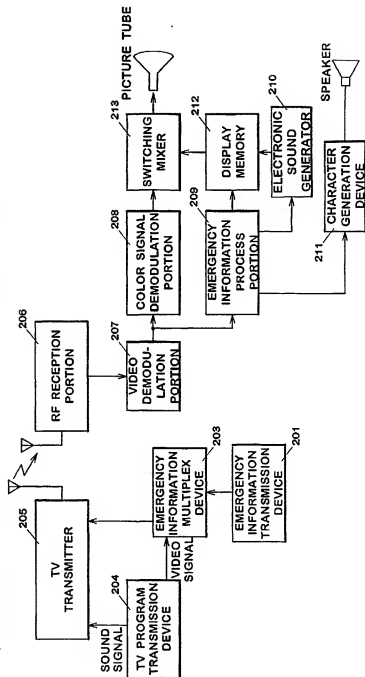 205
TV
TRANSMITTER
SOUND
SIGNAL
204
TV PROGRAM
TRANSMISSION
DEVICE
VIDEO
SIGNAL
203
EMERGENCY
INFORMATION
MULTIPLEX
DEVICE
201
EMERGENCY
INFORMATION
TRANSMISSION
DEVICE
206
RF RECEPTION
PORTION
207
VIDEO
DEMODU-
LATION
PORTION
208
COLOR SIGNAL
DEMODULATION
PORTION
209
EMERGENCY
INFORMATION
PROCESS
PORTION
213
SWITCHING
MIXER
PICTURE TUBE
212
DISPLAY
MEMORY
210
ELECTRONIC
SOUND
GENERATOR
211
CHARACTER
GENERATION
DEVICE
SPEAKER